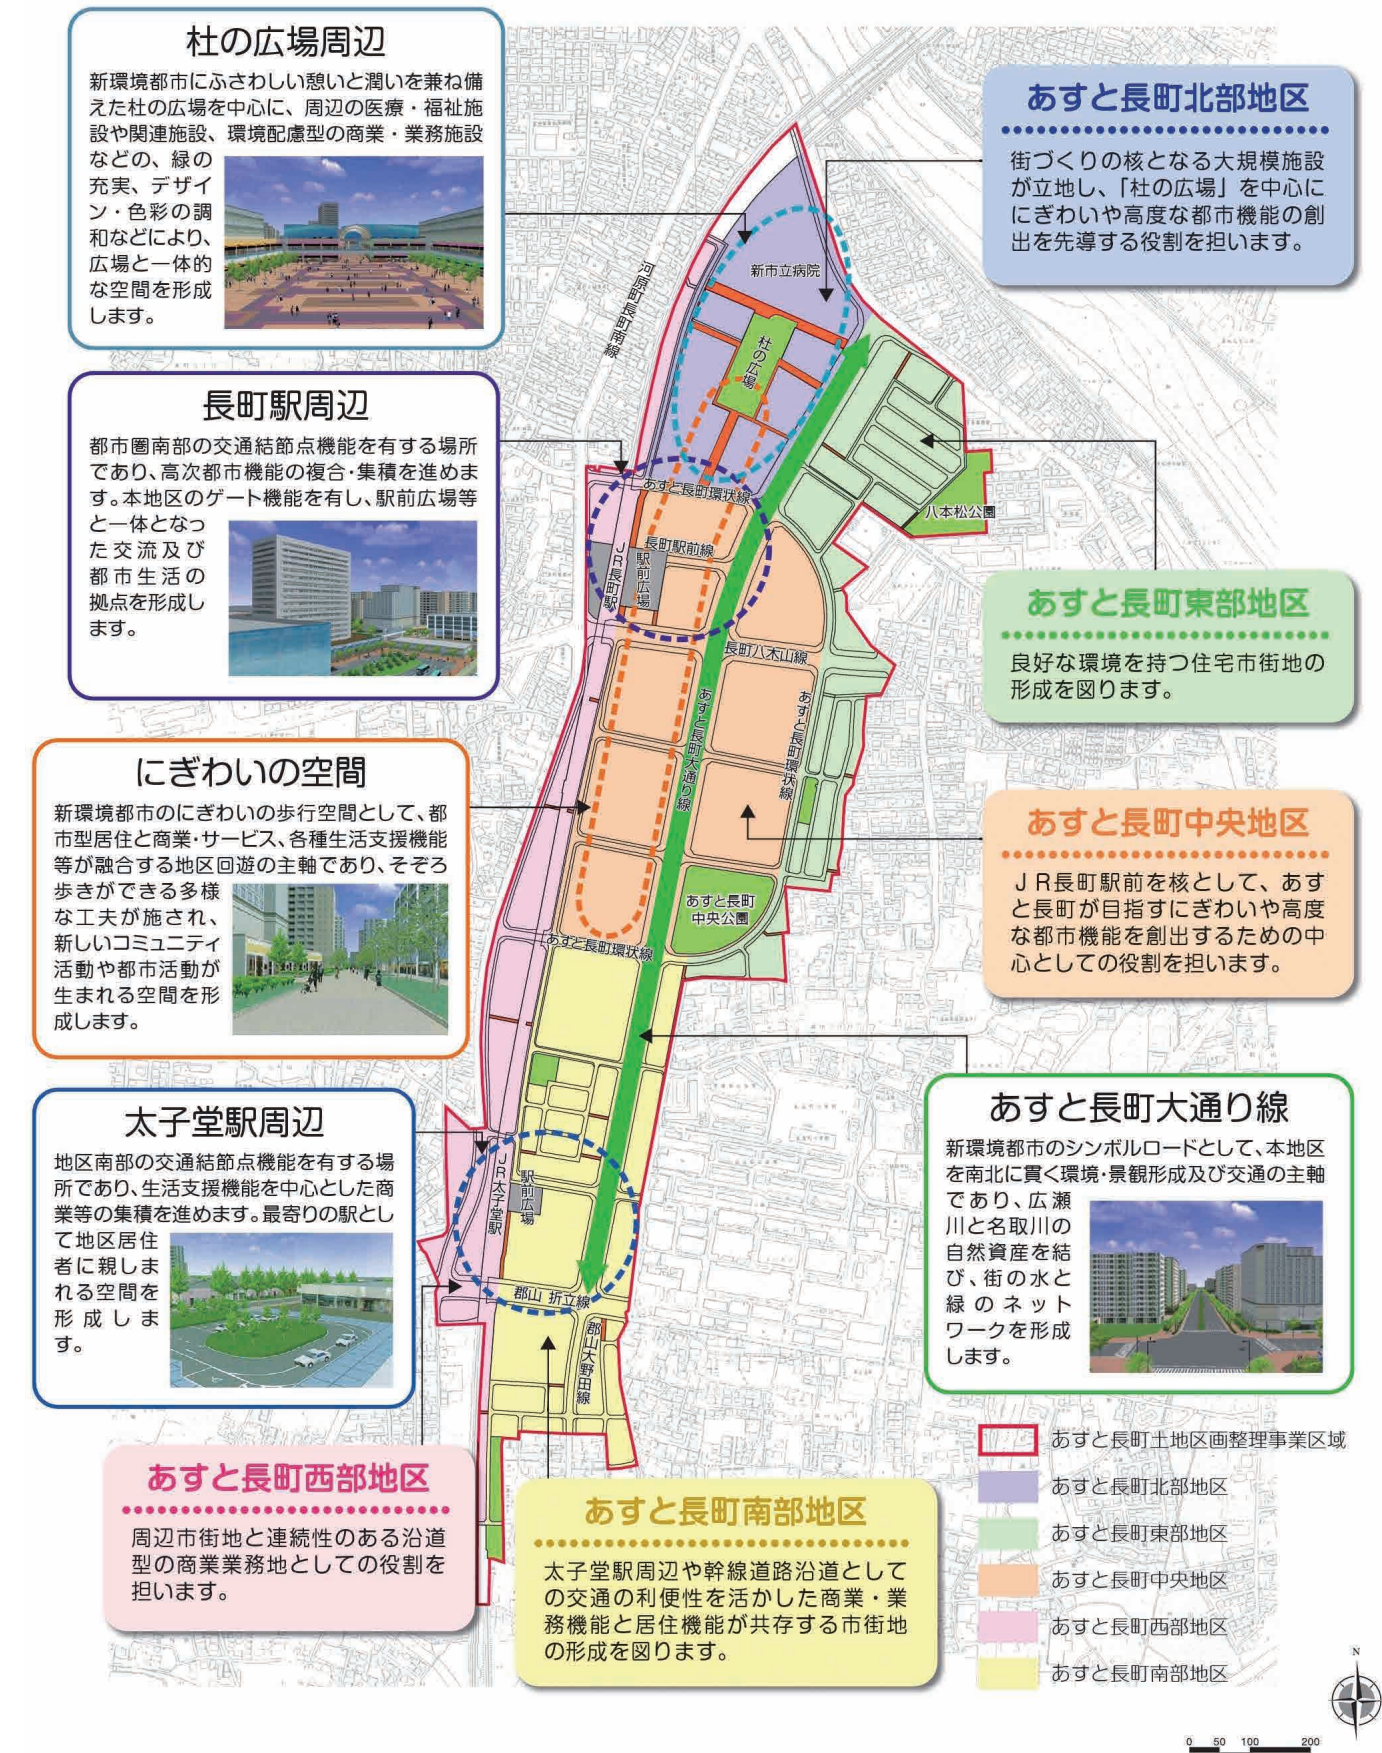 杜の広場周辺
新環境都市にふさわしい憩いと潤いを兼ね備
えた杜の広場を中心に、周辺の医療・福祉施
設や関連施設、環境配慮型の商業・業務施設
などの、緑の
充実、デザイ
ン・色彩の調
和などにより、
広場と一体的
な空間を形成
します。
長町駅周辺
都市圏南部の交通結節点機能を有する場所
であり、高次都市機能の複合・集積を進めま
す。本地区のゲート機能を有し、駅前広場等
と一体となっ
た交流及び
都市生活の
拠点を形成し
ます。
にぎわいの空間
新環境都市のにぎわいの歩行空間として、都
市型居住と商業・サービス、各種生活支援機能
等が融合する地区回遊の主軸であり、そぞろ
歩きができる多様
な工夫が施され、
新しいコミュニティ
活動や都市活動が
生まれる空間を形
成します。
太子堂駅周辺
地区南部の交通結節点機能を有する場
所であり、生活支援機能を中心とした商
業等の集積を進めます。最寄りの駅とし
て地区居住
者に親しま
れる空間を
形成しま
す。
あすと長町西部地区
周辺市街地と連続性のある沿道
型の商業業務地としての役割を
担います。
あすと長町南部地区
太子堂駅周辺や幹線道路沿道として
の交通の利便性を活かした商業・業
務機能と居住機能が共存する市街地
の形成を図ります。
あすと長町北部地区
街づくりの核となる大規模施設
が立地し、「杜の広場」を中心に
にぎわいや高度な都市機能の創
出を先導する役割を担います。
あすと長町東部地区
良好な環境を持つ住宅市街地の
形成を図ります。
あすと長町中央地区
JR長町駅前を核として、あす
と長町が目指すにぎわいや高度
な都市機能を創出するための中
心としての役割を担います。
あすと長町大通り線
新環境都市のシンボルロードとして、本地区
を南北に貫く環境・景観形成及び交通の主軸
であり、広瀬
川と名取川の
自然資産を結
び、街の水と
緑のネット
ワークを形成
します。
河原町長町南線
新市立病院
杜の広場
あすと長町環状線
八本松公園
長町駅前線
JR長町駅
駅前広場
長町八木山線
あすと長町大通り線
あすと長町環状線
あすと長町
中央公園
あすと長町環状線
JR太子堂駅
駅前広場
郡山 折立線
郡山大野田線
あすと長町土地区画整理事業区域
あすと長町北部地区
あすと長町東部地区
あすと長町中央地区
あすと長町西部地区
あすと長町南部地区
N
0 50 100 200